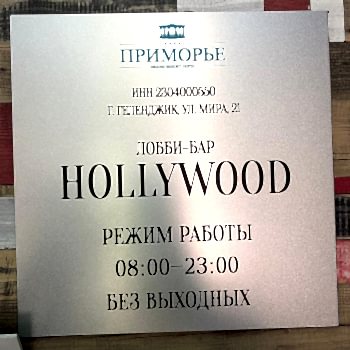 ПРИМОРЬЕ
ИНН 2304000550
Г. ГЕЛЕНДЖИК, УЛ. МИРА, 21
ЛОББИ-БАР
HOLLYWOOD
РЕЖИМ РАБОТЫ
08:00–23:00
БЕЗ ВЫХОДНЫХ